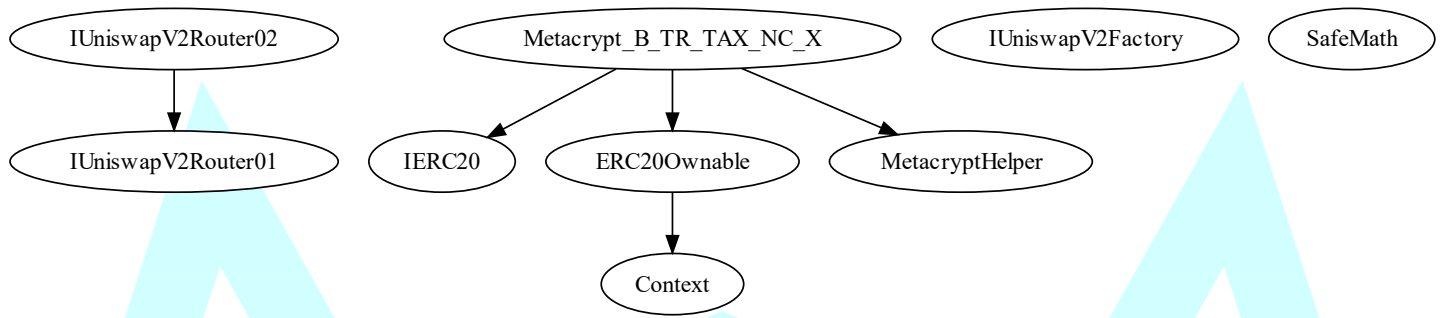 IUniswapV2Router02
Metacrypt_B_TR_TAX_NC_X
IUniswapV2Factory
SafeMath
IUniswapV2Router01
IERC20
ERC20Ownable
MetacryptHelper
Context